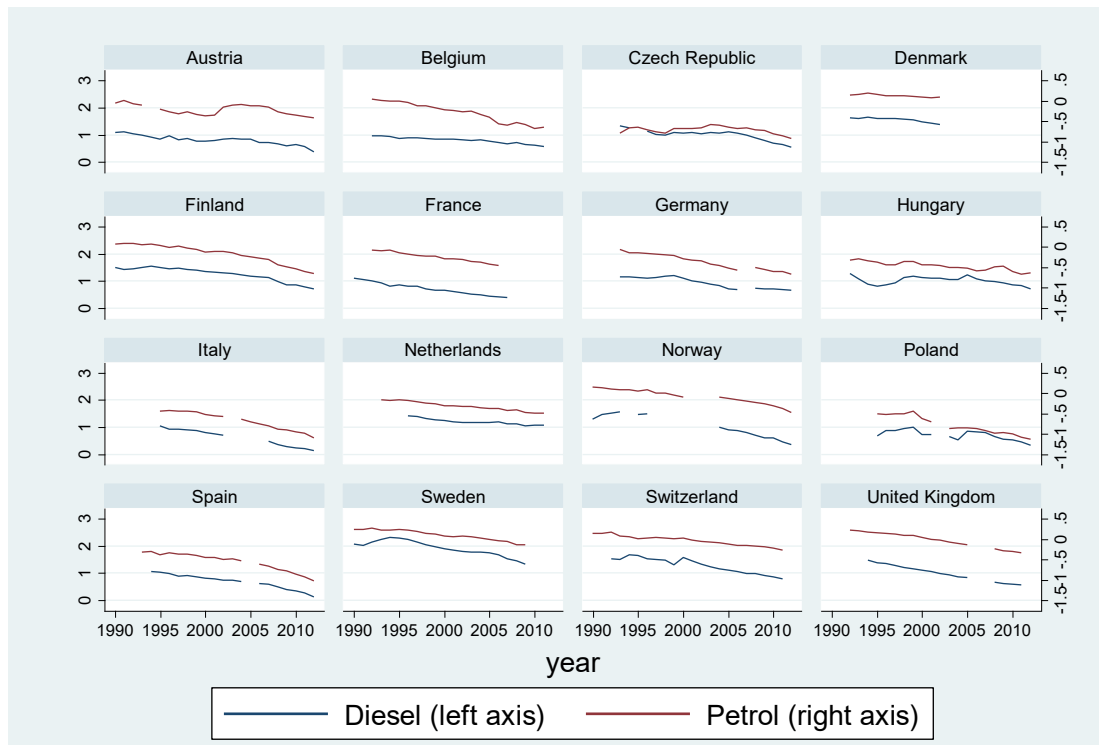 Austria Belgium Czech Republic Denmark
0 1 2 3
-1.5 -1 -.5 0 .5
Finland France Germany Hungary
0 1 2 3
-1.5 -1 -.5 0 .5
Italy Netherlands Norway Poland
0 1 2 3
-1.5 -1 -.5 0 .5
Spain Sweden Switzerland United Kingdom
0 1 2 3
-1.5 -1 -.5 0 .5
1990 1995 2000 2005 2010 1990 1995 2000 2005 2010 1990 1995 2000 2005 2010 1990 1995 2000 2005 2010
year
Diesel (left axis) Petrol (right axis)